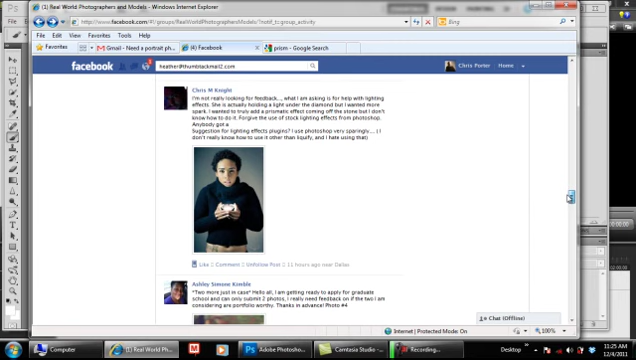 Real World Photographers and Models - Windows Internet Explorer
http://www.facebook.com/#!/groups/RealWorldPhotographersModels/?notif_t=group_activity
Bing
File Edit View Favorites Tools Help
Favorites Gmail - Need a portrait ph... (4) Facebook prism - Google Search
facebook heather@thumbtackmail2.com Chris Porter Home
Chris M Knight
I'm not really looking for feedback..., what I am asking is for help with lighting
effects. She is actually holding a light under the diamond but I wanted more
spark. I wanted to truly add a prismatic effect coming off the stone but I don't
know how to do it. Forgive the use of stock lighting effects from photoshop.
Anybody got a
Suggestion for lighting effects plugins? I use photoshop very sparingly.... ( I
don't really know how to use it other than liquify, and I hate using that)
Like · Comment · Unfollow Post · 11 hours ago near Dallas
Ashley Simone Kimble
*Two more just in case* Hello all, I am getting ready to apply for graduate
school and can only submit 2 photos, I really need feedback on if the two I am
considering are portfolio worthy. Thanks in advance! Photo #4
Chat (Offline)
Internet | Protected Mode: On 100%
Computer Real World Ph... Adobe Photosho... Camtasia Studio - ... Recording... Desktop 11:25 AM
12/4/2011